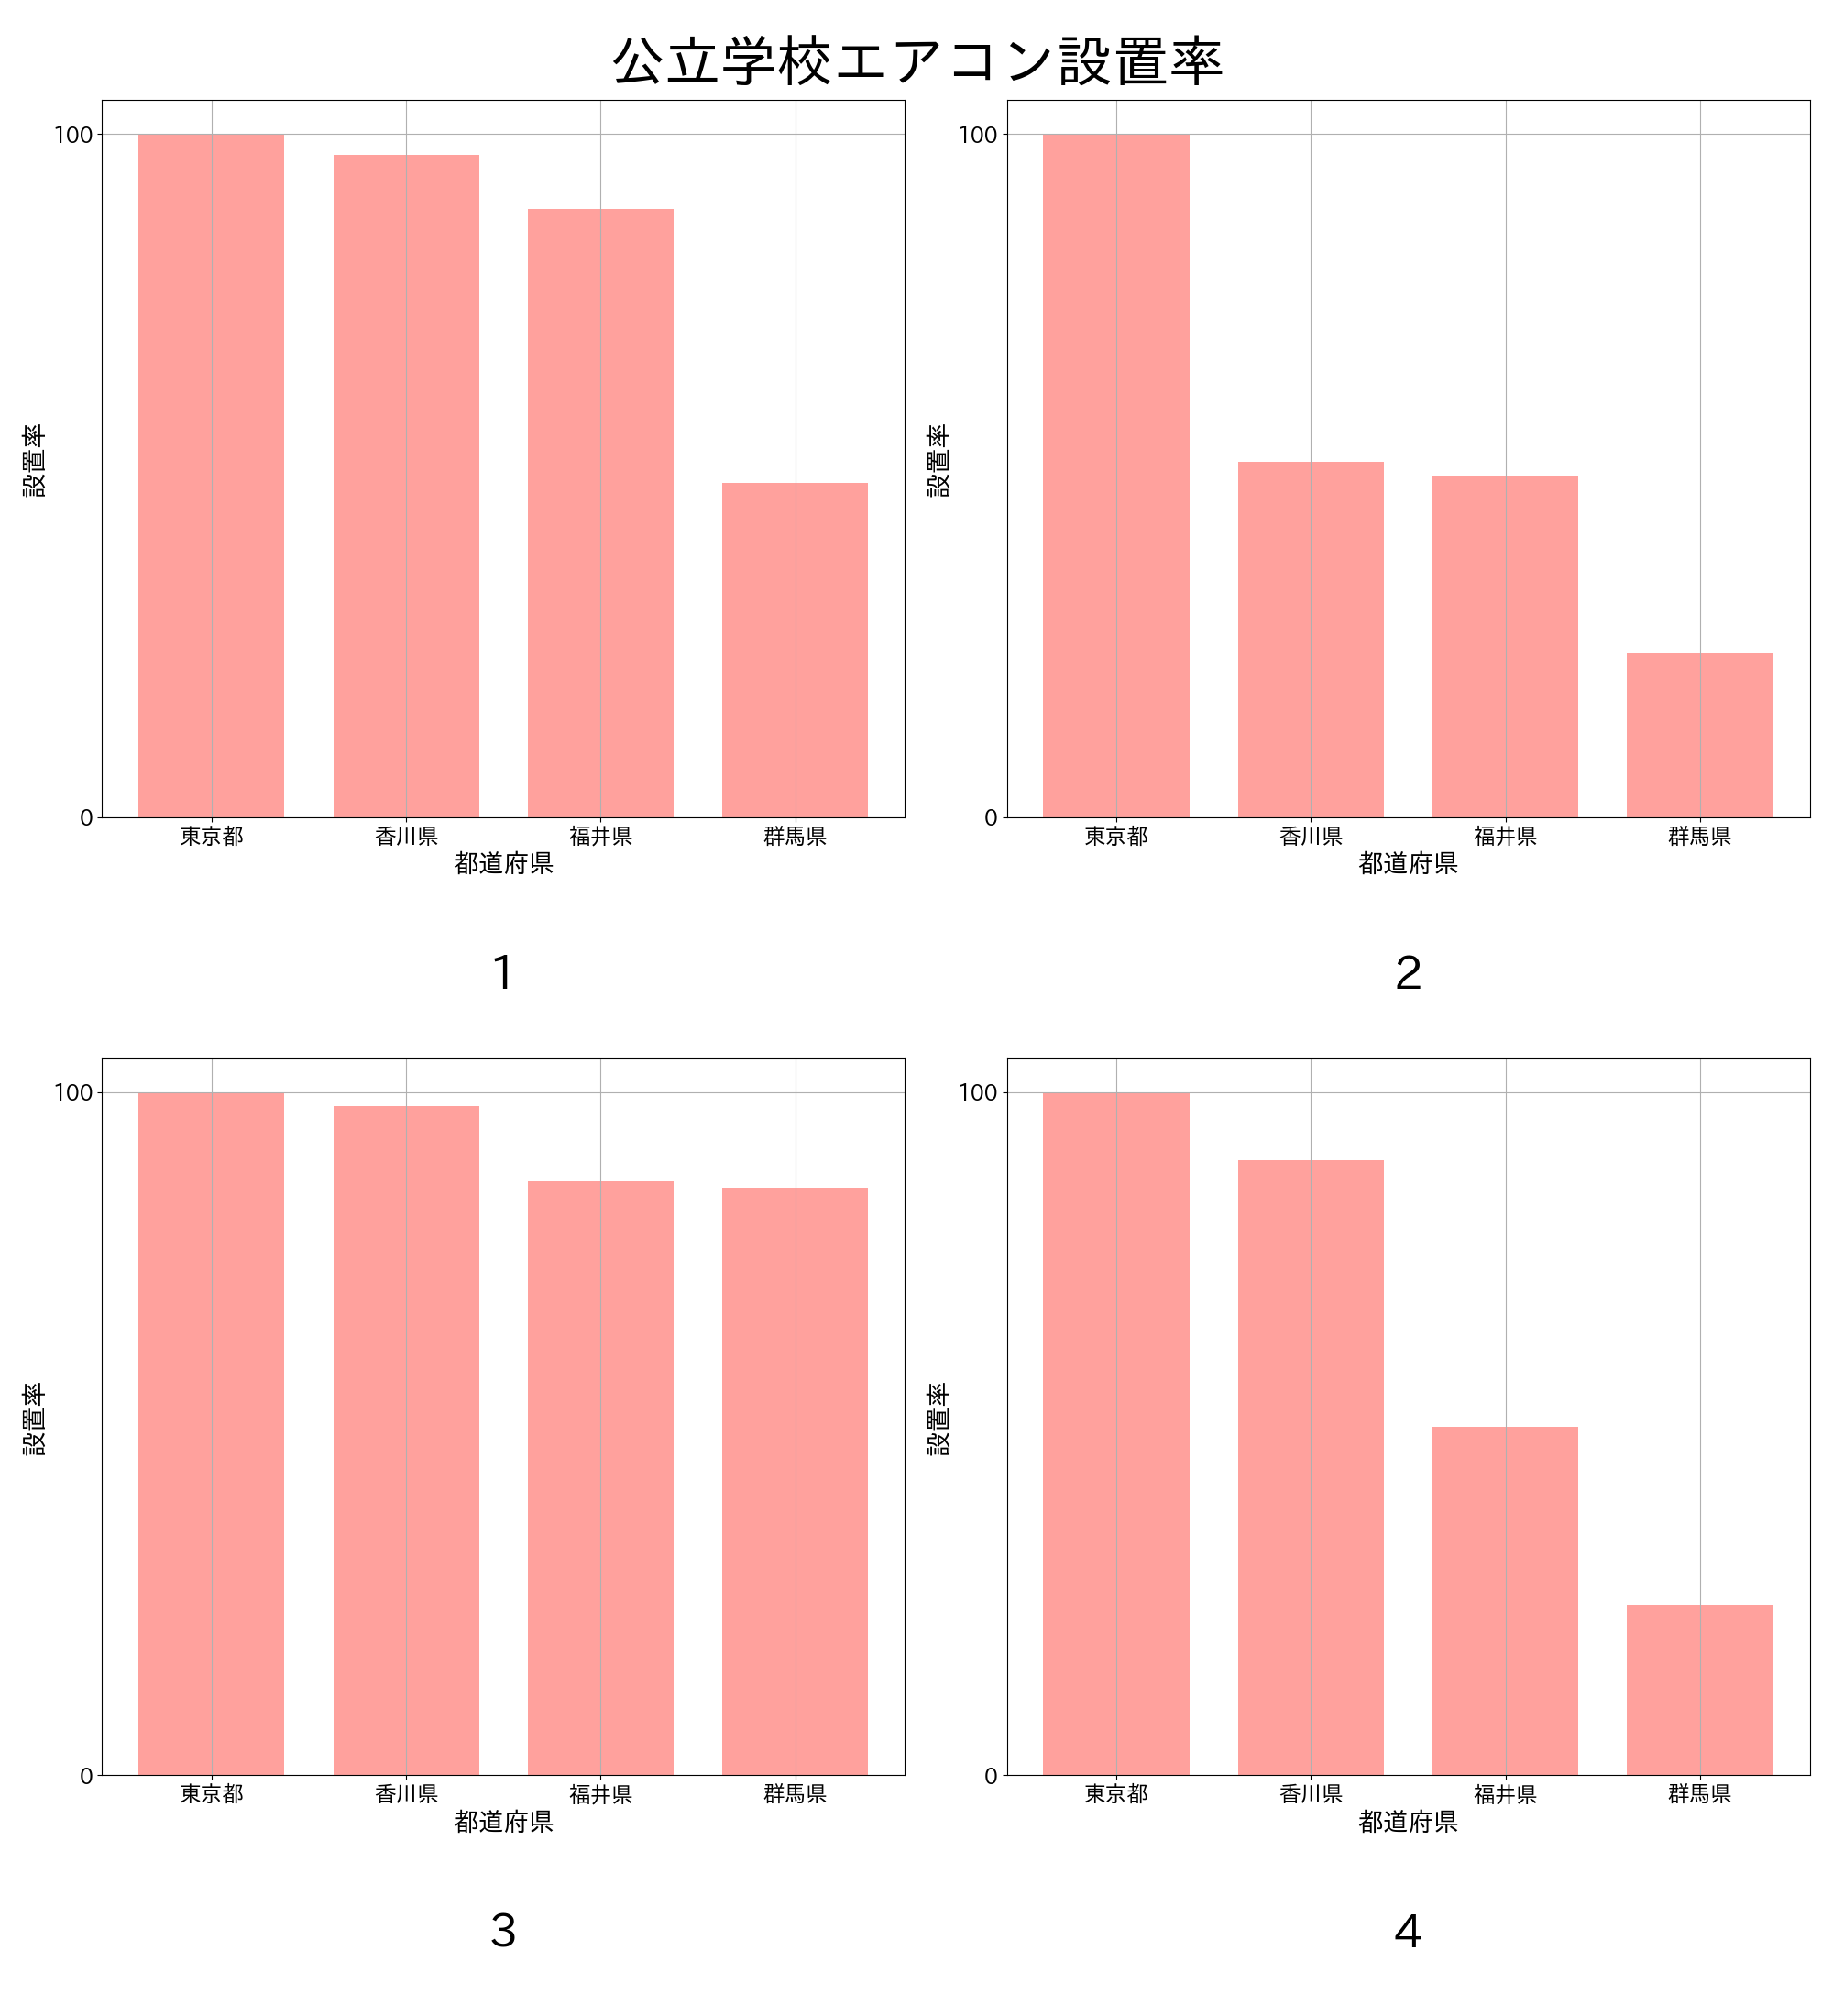 公立学校エアコン設置率
100
0
設置率
東京都 香川県 福井県 群馬県
都道府県
1
100
0
設置率
東京都 香川県 福井県 群馬県
都道府県
2
100
0
設置率
東京都 香川県 福井県 群馬県
都道府県
3
100
0
設置率
東京都 香川県 福井県 群馬県
都道府県
4